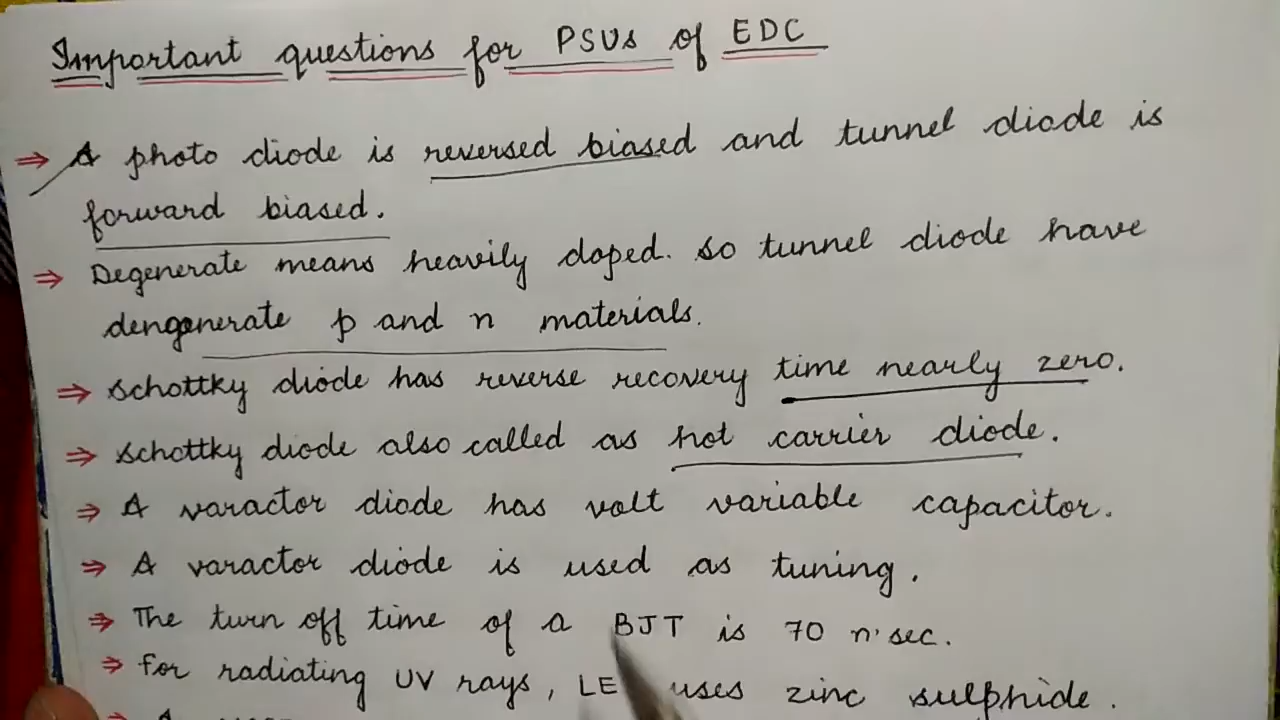 Important questions for PSUs of EDC
⇒ A photo diode is reversed biased and tunnel diode is
forward biased.
⇒ Degenerate means heavily doped. so tunnel diode have
dengenerate p and n materials.
⇒ schottky diode has reverse recovery time nearly zero.
⇒ schottky diode also called as hot carrier diode.
⇒ A varactor diode has volt variable capacitor.
⇒ A varactor diode is used as tuning.
⇒ The turn off time of a BJT is 70 n·sec.
⇒ for radiating UV rays, LE uses zinc sulphide.
⇒ A